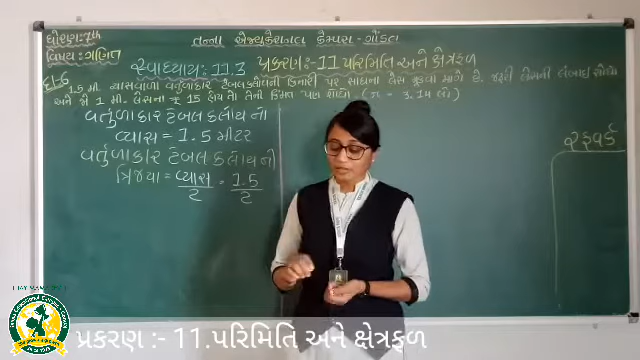 ધોરણ: 7th
વિષય: ગણિત
તન્ના એજ્યુકેશનલ કેમ્પસ - ગોંડલ
સ્વાધ્યાય: 11.3 પ્રકરણ: - 11 પરિમિતિ અને ક્ષેત્રફળ
દા-6 1.5 મી. વ્યાસવાળા વર્તુળાકાર ટેબલક્લોથની કિનારી પર સોનલ લેસ મૂકવા માગે છે. જરૂરી લેસની લંબાઈ શોધો
અને જો 1 મી. લેસના રૂ 15 હોય તો તેની કિંમત પણ શોધો. (π = 3.14 લો)
વર્તુળાકાર ટેબલ ક્લોથ નો
વ્યાસ = 1.5 મીટર
વર્તુળાકાર ટેબલ ક્લોથ ની
ત્રિજ્યા = વ્યાસ/2 = 1.5/2
રફવર્ક
પ્રકરણ :- 11.પરિમિતિ અને ક્ષેત્રફળ